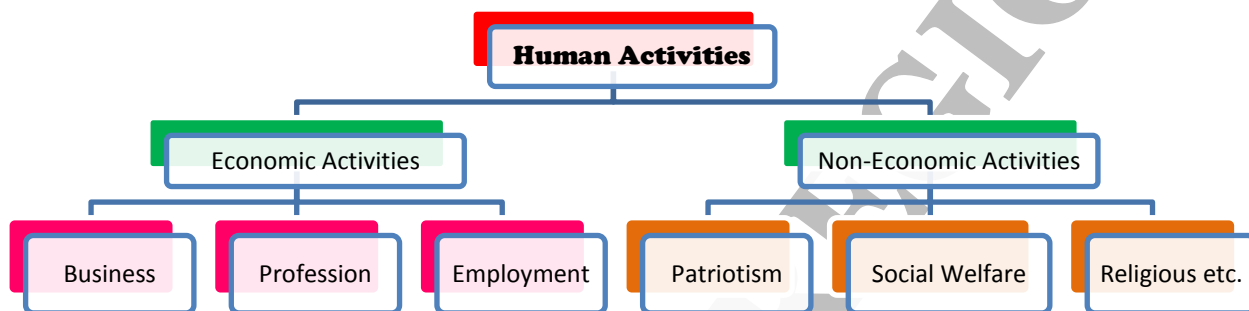 Human Activities
Economic Activities
Non-Economic Activities
Business
Profession
Employment
Patriotism
Social Welfare
Religious etc.